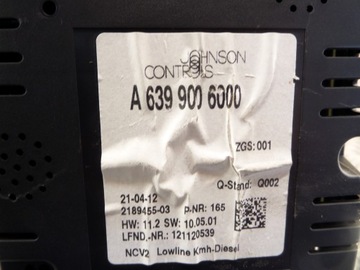 JOHNSON
CONTROLS
A 639 900 6000
ZGS: 001
Q-Stand: Q002
21-04-12
2189455-03 P-NR: 165
HW: 11.2 SW: 10.05.01
LFND.-NR.: 121120539
NCV2 Lowline Kmh-Diesel